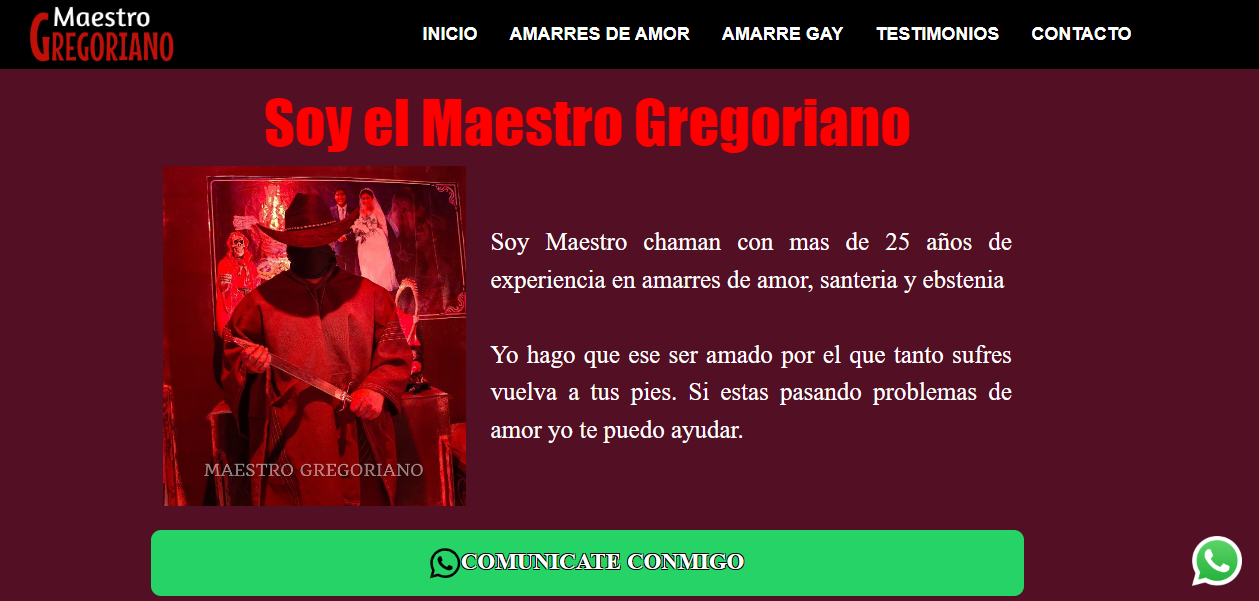 Maestro
GREGORIANO
INICIO
AMARRES DE AMOR
AMARRE GAY
TESTIMONIOS
CONTACTO
Soy el Maestro Gregoriano
Soy Maestro chaman con mas de 25 años de
experiencia en amarres de amor, santeria y ebstenia
Yo hago que ese ser amado por el que tanto sufres
vuelva a tus pies. Si estas pasando problemas de
amor yo te puedo ayudar.
MAESTRO GREGORIANO
COMUNICATE CONMIGO